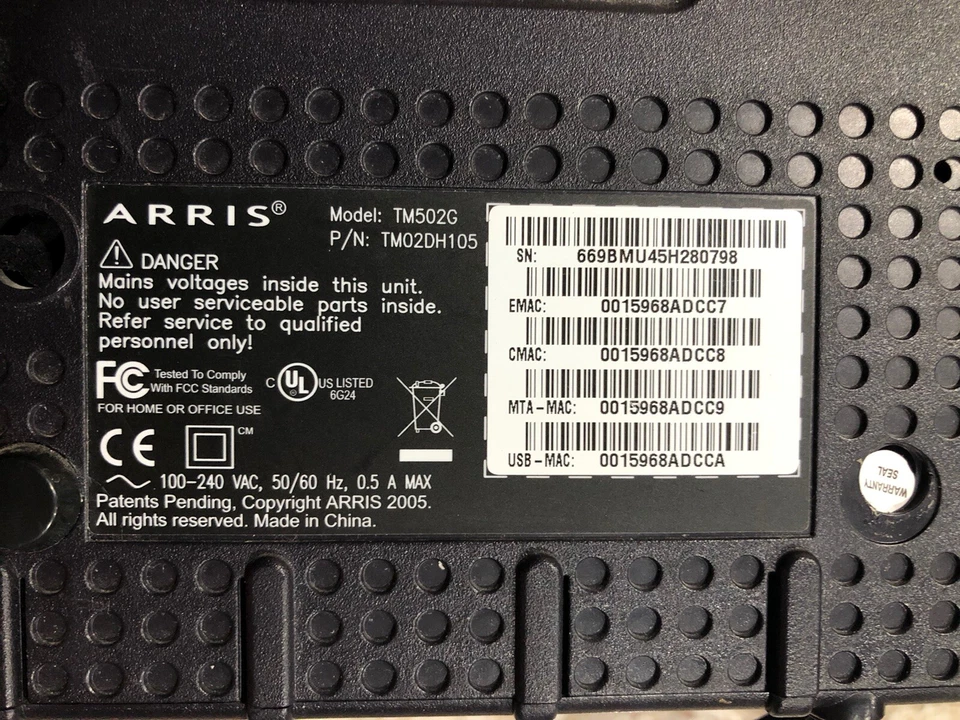 ARRIS®
Model: TM502G
P/N: TM02DH105
DANGER
Mains voltages inside this unit.
No user serviceable parts inside.
Refer service to qualified
personnel only!
FC Tested To Comply
With FCC Standards
FOR HOME OR OFFICE USE
C UL US LISTED
6G24
CE
CM
100-240 VAC, 50/60 Hz, 0.5 A MAX
Patents Pending, Copyright ARRIS 2005.
All rights reserved. Made in China.
SN: 669BMU45H280798
EMAC: 0015968ADCC7
CMAC: 0015968ADCC8
MTA-MAC: 0015968ADCC9
USB-MAC: 0015968ADCCA
WARRANTY
SEAL